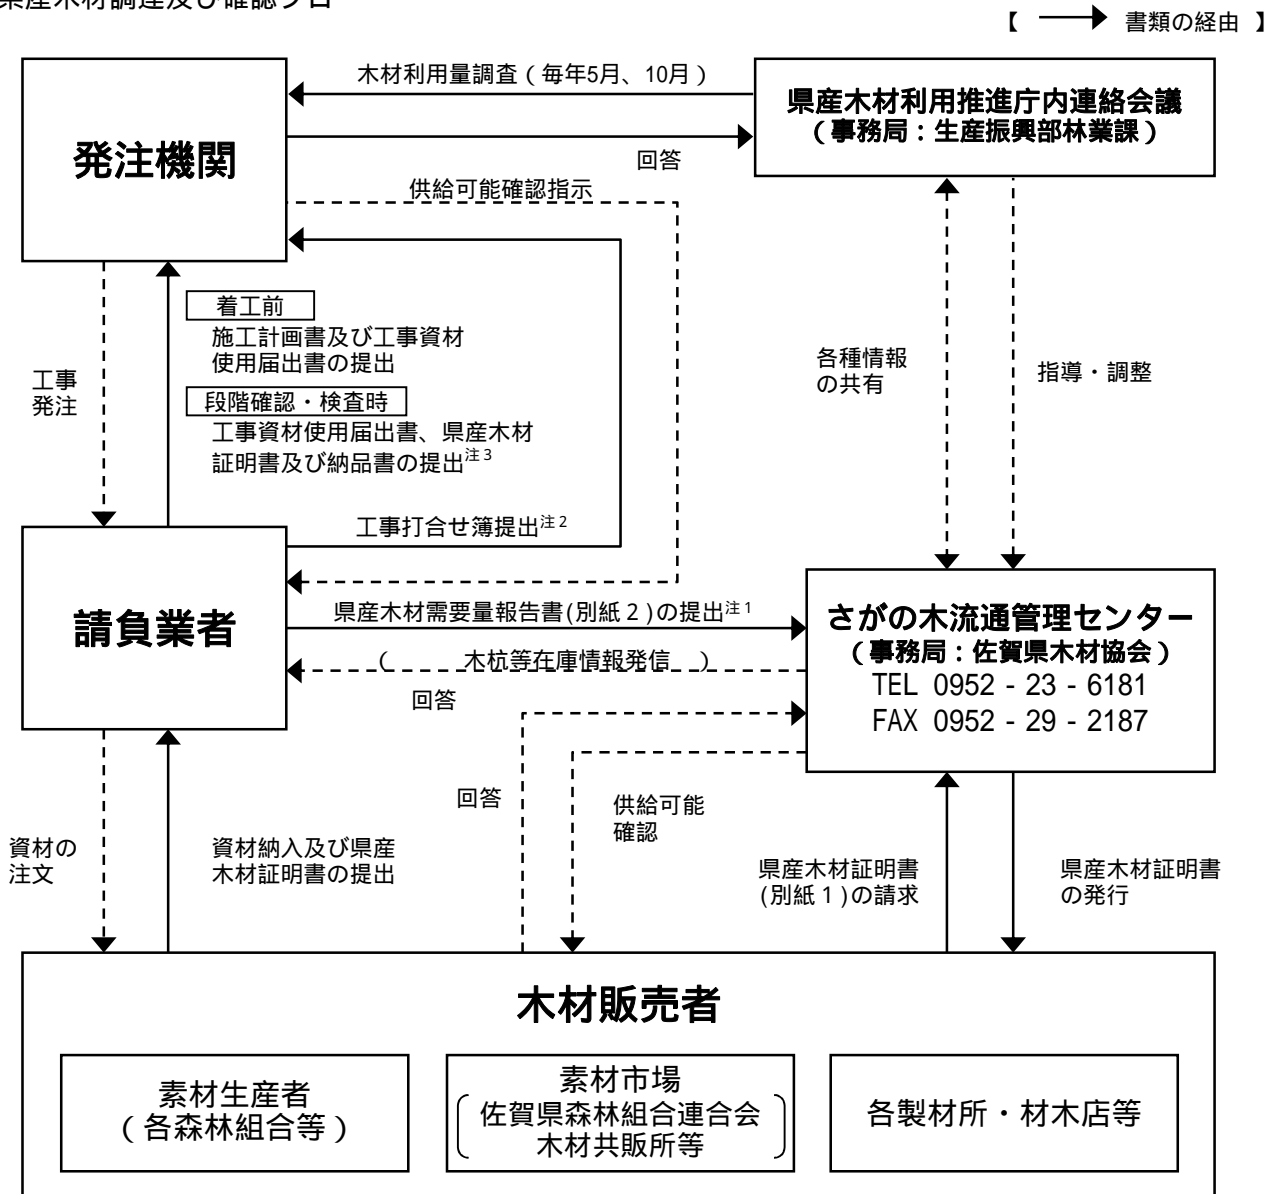 県産木材調達及び確認フロー
【 → 書類の経由 】
発注機関
木材利用量調査（毎年5月、10月）
回答
県産木材利用推進庁内連絡会議
（事務局：生産振興部林業課）
供給可能確認指示
着工前
施工計画書及び工事資材
使用届出書の提出
段階確認・検査時
工事資材使用届出書、県産木材
証明書及び納品書の提出注３
工事
発注
各種情報
の共有
指導・調整
工事打合せ簿提出注２
請負業者
県産木材需要量報告書(別紙２)の提出注１
（ 木杭等在庫情報発信 ）
回答
さがの木流通管理センター
（事務局：佐賀県木材協会）
TEL 0952 - 23 - 6181
FAX 0952 - 29 - 2187
回答
供給可能
確認
資材の
注文
資材納入及び県産
木材証明書の提出
県産木材証明書
(別紙１)の請求
県産木材証明書
の発行
木材販売者
素材生産者
（各森林組合等）
素材市場
佐賀県森林組合連合会
木材共販所等
各製材所・材木店等